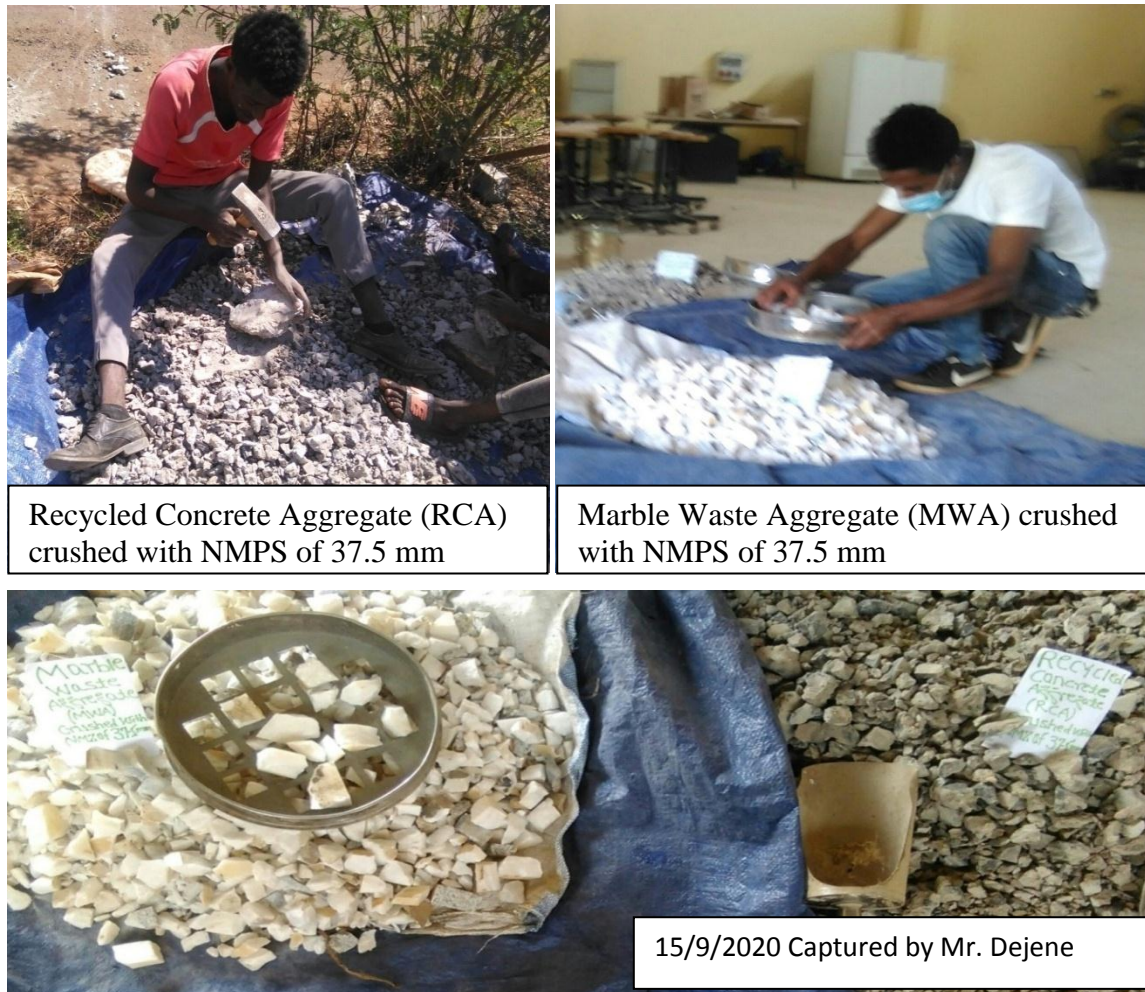 Recycled Concrete Aggregate (RCA)
crushed with NMPS of 37.5 mm
Marble Waste Aggregate (MWA) crushed
with NMPS of 37.5 mm
Marble
Waste
Aggregate
(MWA)
Recycled
Concrete
Aggregate
(RCA)
15/9/2020 Captured by Mr. Dejene